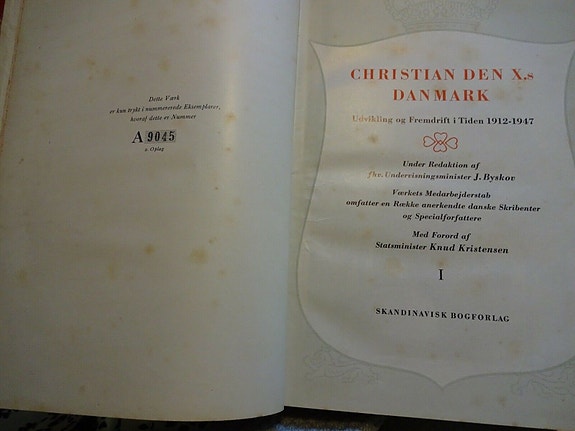 Dette Værk
er kun trykt i nummererede Eksemplarer,
hvoraf dette er Nummer
A 9045
2. Oplag
CHRISTIAN DEN X.s
DANMARK
Udvikling og Fremdrift i Tiden 1912-1947
Under Redaktion af
fhv. Undervisningsminister J. Byskov
Værkets Medarbejderstab
omfatter en Række anerkendte danske Skribenter
og Specialforfattere
Med Forord af
Statsminister Knud Kristensen
I
SKANDINAVISK BOGFORLAG